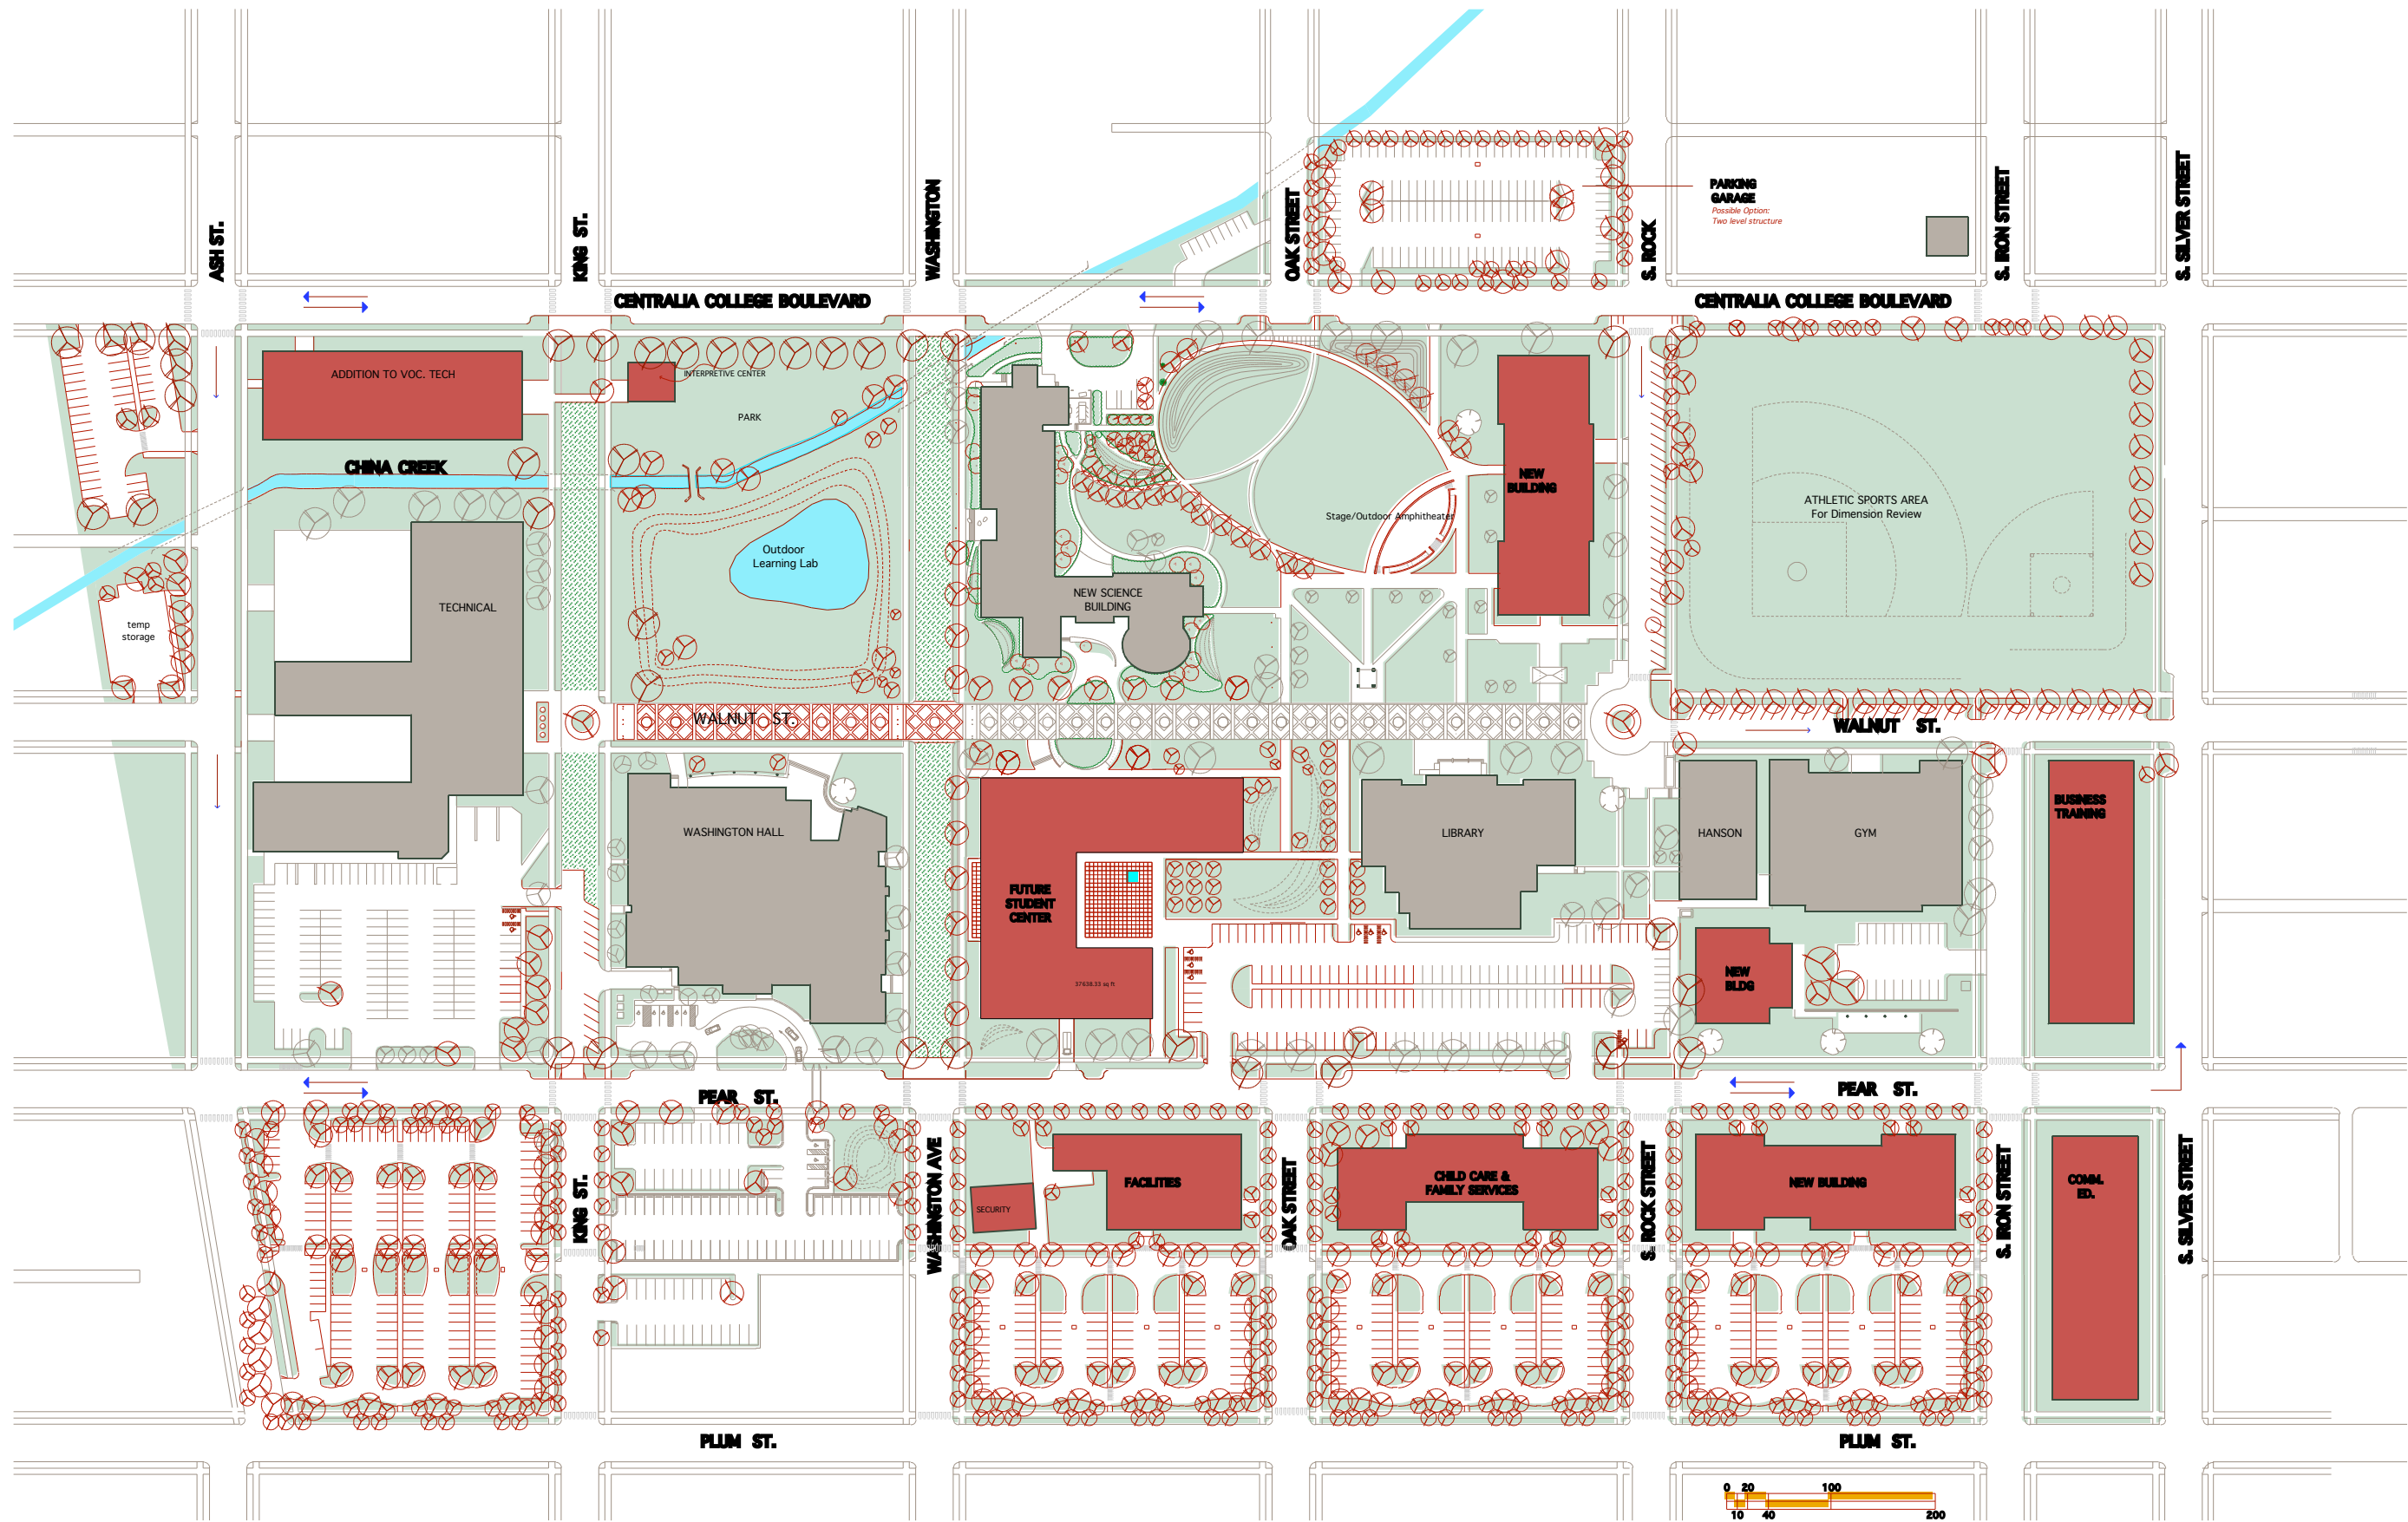 PARKING
GARAGE
Possible Option:
Two level structure
ASH ST.
KING ST.
WASHINGTON
OAK STREET
S. ROCK
S. IRON STREET
S. SILVER STREET
CENTRALIA COLLEGE BOULEVARD
CENTRALIA COLLEGE BOULEVARD
ADDITION TO VOC. TECH
INTERPRETIVE CENTER
PARK
CHINA CREEK
NEW
BUILDING
ATHLETIC SPORTS AREA
For Dimension Review
Stage/Outdoor Amphitheater
Outdoor
Learning Lab
TECHNICAL
NEW SCIENCE
BUILDING
temp
storage
WALNUT ST.
WALNUT ST.
WASHINGTON HALL
LIBRARY
HANSON
GYM
BUSINESS
TRAINING
FUTURE
STUDENT
CENTER
37638.33 sq ft
NEW
BLDG
PEAR ST.
PEAR ST.
KING ST.
WASHINGTON AVE
OAK STREET
S. ROCK STREET
S. IRON STREET
S. SILVER STREET
SECURITY
FACILITIES
CHILD CARE &
FAMILY SERVICES
NEW BUILDING
COMM.
ED.
PLUM ST.
PLUM ST.
0 20 100
10 40 200